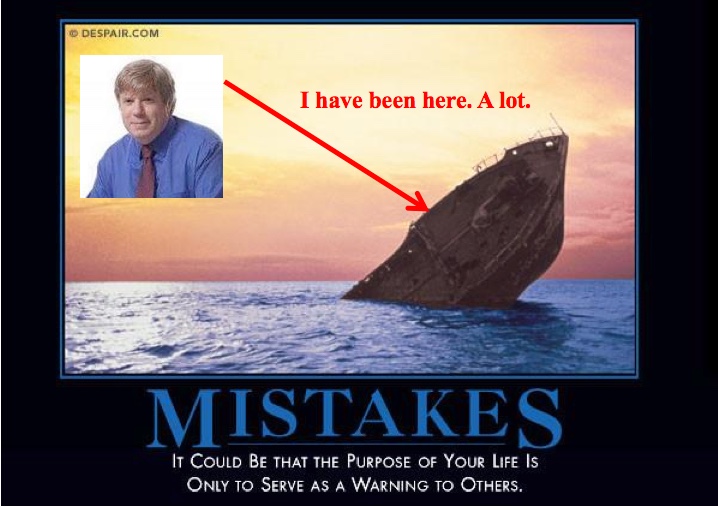 © DESPAIR.COM
I have been here. A lot.
MISTAKES
IT COULD BE THAT THE PURPOSE OF YOUR LIFE IS
ONLY TO SERVE AS A WARNING TO OTHERS.